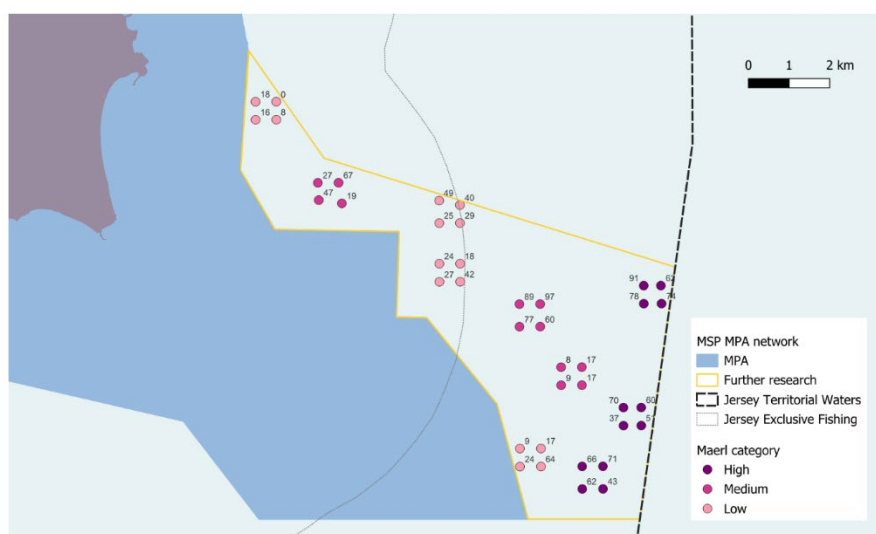 0 1 2 km
18 0
16 8
27 67
47 19
49 40
25 29
24 18
27 42
91
78
89 97
77 60
8 17
9 17
70 60
37
9 17
24 64
66 71
62 43
MSP MPA network
MPA
Further research
Jersey Territorial Waters
Jersey Exclusive Fishing
Maerl category
High
Medium
Low